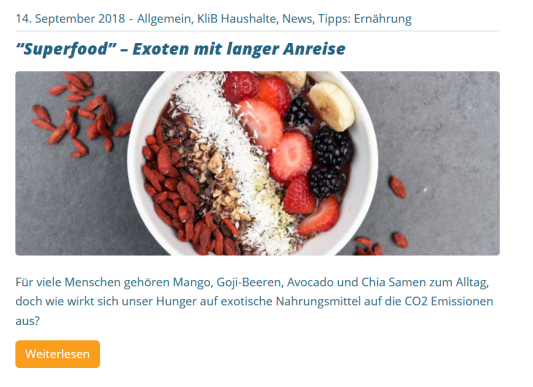 14. September 2018 - Allgemein, KliB Haushalte, News, Tipps: Ernährung
“Superfood” – Exoten mit langer Anreise
Für viele Menschen gehören Mango, Goji-Beeren, Avocado und Chia Samen zum Alltag,
doch wie wirkt sich unser Hunger auf exotische Nahrungsmittel auf die CO2 Emissionen
aus?
Weiterlesen